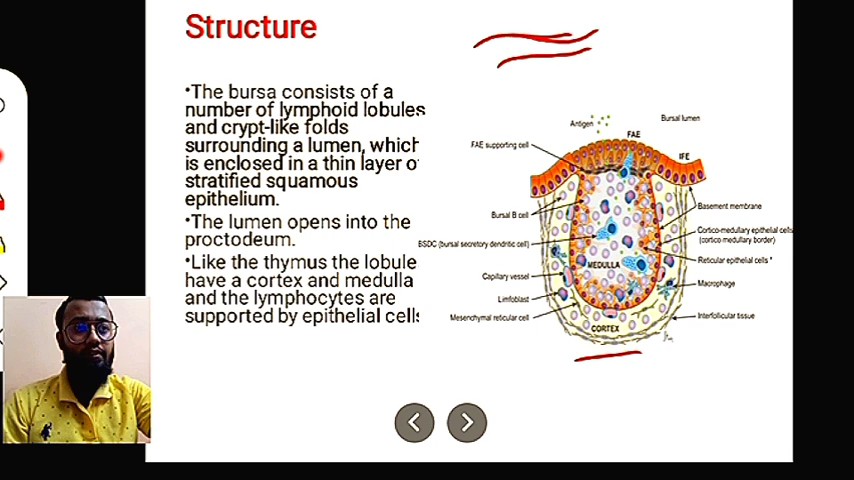 Structure
•The bursa consists of a
number of lymphoid lobules
and crypt-like folds
surrounding a lumen, which
is enclosed in a thin layer o
stratified squamous
epithelium.
•The lumen opens into the
proctodeum.
•Like the thymus the lobule
have a cortex and medulla
and the lymphocytes are
supported by epithelial cells
Antigen
Bursal lumen
FAE
FAE supporting cell
IFE
Basement membrane
Bursal B cell
Cortico-medullary epithelial cells
(cortico medullary border)
BSDC (bursal secretory dendritic cell)
Reticular epithelial cells *
MEDULLA
Capillary vessel
Macrophage
Limfoblast
Interfollicular tissue
Mesenchymal reticular cell
CORTEX